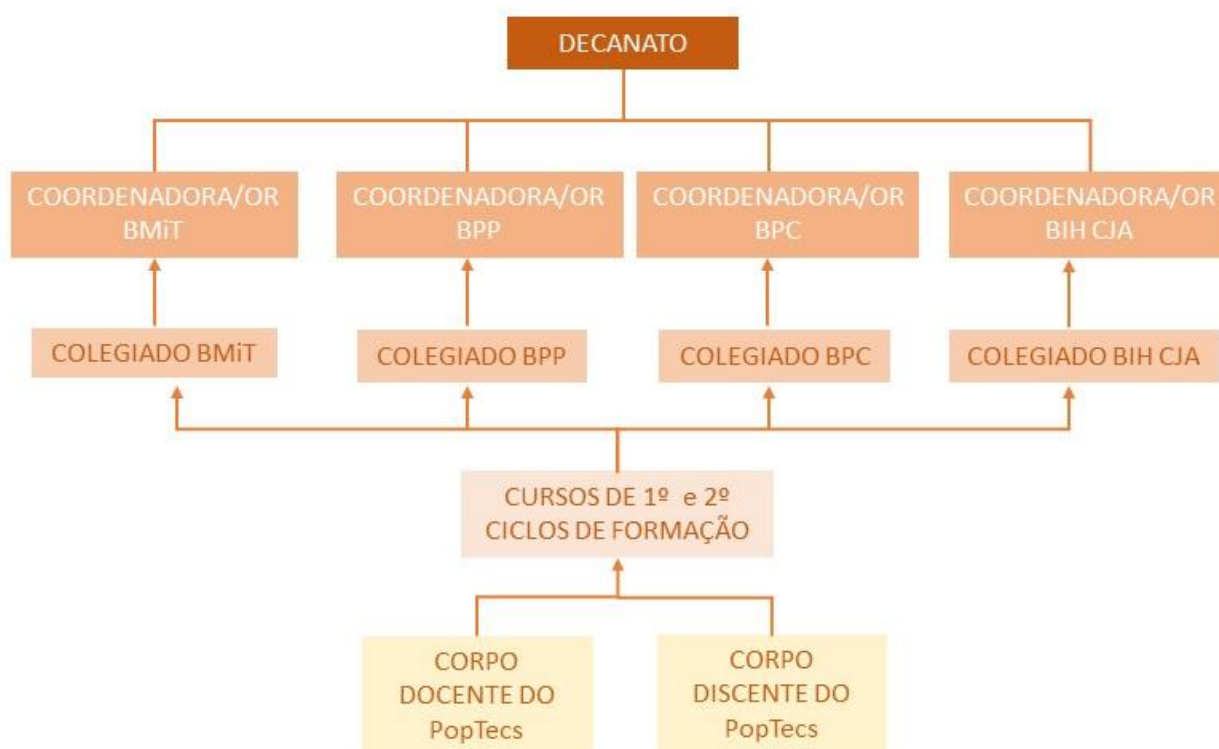 DECANATO
COORDENADORA/OR
BMiT
COORDENADORA/OR
BPP
COORDENADORA/OR
BPC
COORDENADORA/OR
BIH CJA
COLEGIADO BMiT
COLEGIADO BPP
COLEGIADO BPC
COLEGIADO BIH CJA
CURSOS DE 1º e 2º
CICLOS DE FORMAÇÃO
CORPO
DOCENTE DO
PopTecs
CORPO
DISCENTE DO
PopTecs